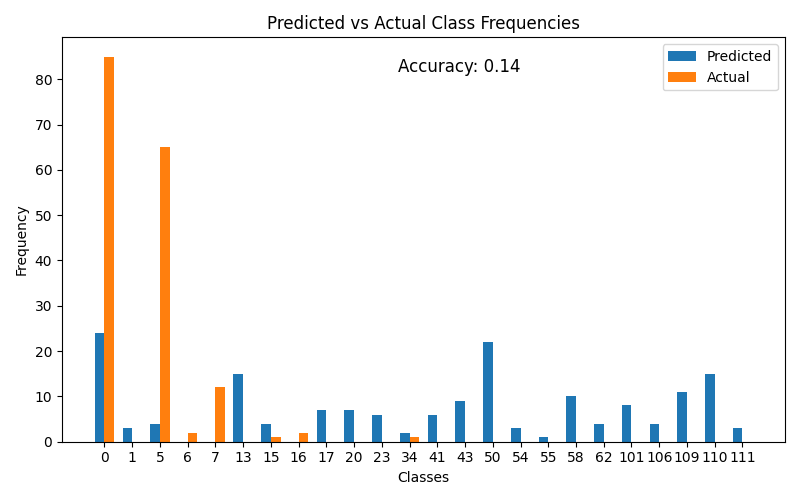 Predicted vs Actual Class Frequencies
Accuracy: 0.14
Predicted
Actual
Frequency
80
70
60
50
40
30
20
10
0
0 1 5 6 7 13 15 16 17 20 23 34 41 43 50 54 55 58 62 101 106 109 110 111
Classes